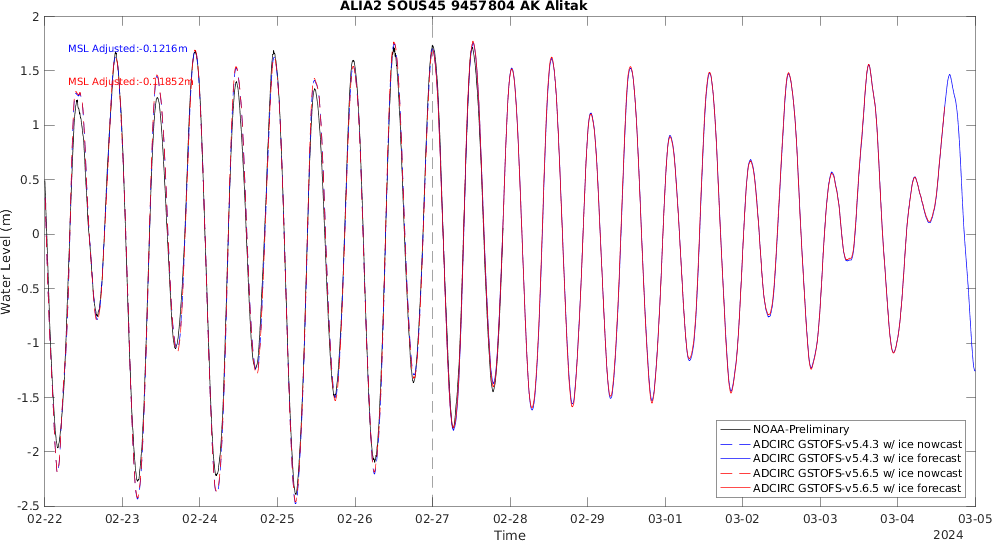 ALIA2 SOUS45 9457804 AK Alitak
MSL Adjusted:-0.1216m
MSL Adjusted:-0.11852m
Water Level (m)
2
1.5
1
0.5
0
-0.5
-1
-1.5
-2
-2.5
NOAA-Preliminary
ADCIRC GSTOFS-v5.4.3 w/ ice nowcast
ADCIRC GSTOFS-v5.4.3 w/ ice forecast
ADCIRC GSTOFS-v5.6.5 w/ ice nowcast
ADCIRC GSTOFS-v5.6.5 w/ ice forecast
02-22 02-23 02-24 02-25 02-26 02-27 02-28 02-29 03-01 03-02 03-03 03-04 03-05
Time
2024